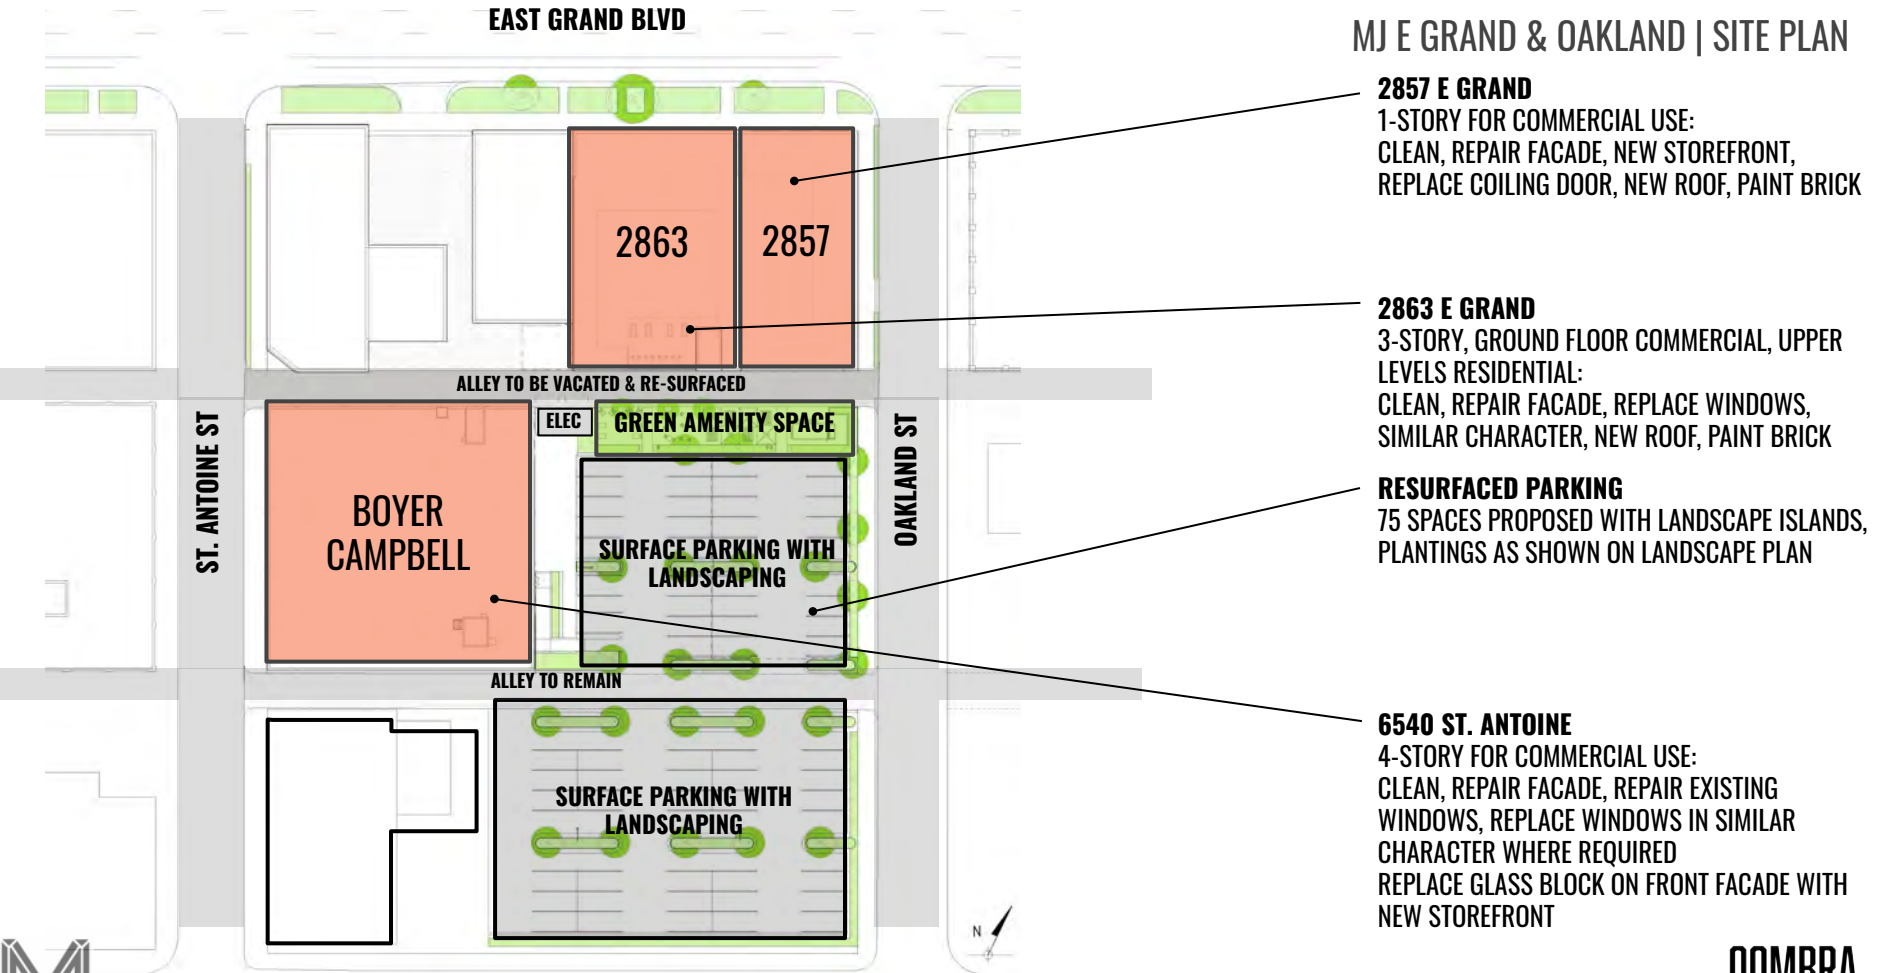 EAST GRAND BLVD
MJ E GRAND & OAKLAND | SITE PLAN
2857 E GRAND
1-STORY FOR COMMERCIAL USE:
CLEAN, REPAIR FACADE, NEW STOREFRONT,
REPLACE COILING DOOR, NEW ROOF, PAINT BRICK
2863
2857
2863 E GRAND
3-STORY, GROUND FLOOR COMMERCIAL, UPPER
LEVELS RESIDENTIAL:
CLEAN, REPAIR FACADE, REPLACE WINDOWS,
SIMILAR CHARACTER, NEW ROOF, PAINT BRICK
ALLEY TO BE VACATED & RE-SURFACED
ELEC
GREEN AMENITY SPACE
ST. ANTOINE ST
OAKLAND ST
BOYER
CAMPBELL
SURFACE PARKING WITH
LANDSCAPING
RESURFACED PARKING
75 SPACES PROPOSED WITH LANDSCAPE ISLANDS,
PLANTINGS AS SHOWN ON LANDSCAPE PLAN
ALLEY TO REMAIN
SURFACE PARKING WITH
LANDSCAPING
6540 ST. ANTOINE
4-STORY FOR COMMERCIAL USE:
CLEAN, REPAIR FACADE, REPAIR EXISTING
WINDOWS, REPLACE WINDOWS IN SIMILAR
CHARACTER WHERE REQUIRED
REPLACE GLASS BLOCK ON FRONT FACADE WITH
NEW STOREFRONT
N
M